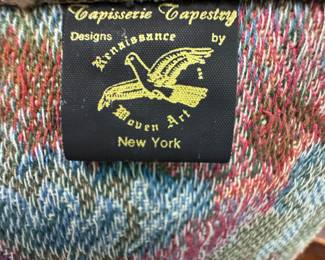 Tapisserie Tapestry
Designs by
Renaissance
Woven Art
New York